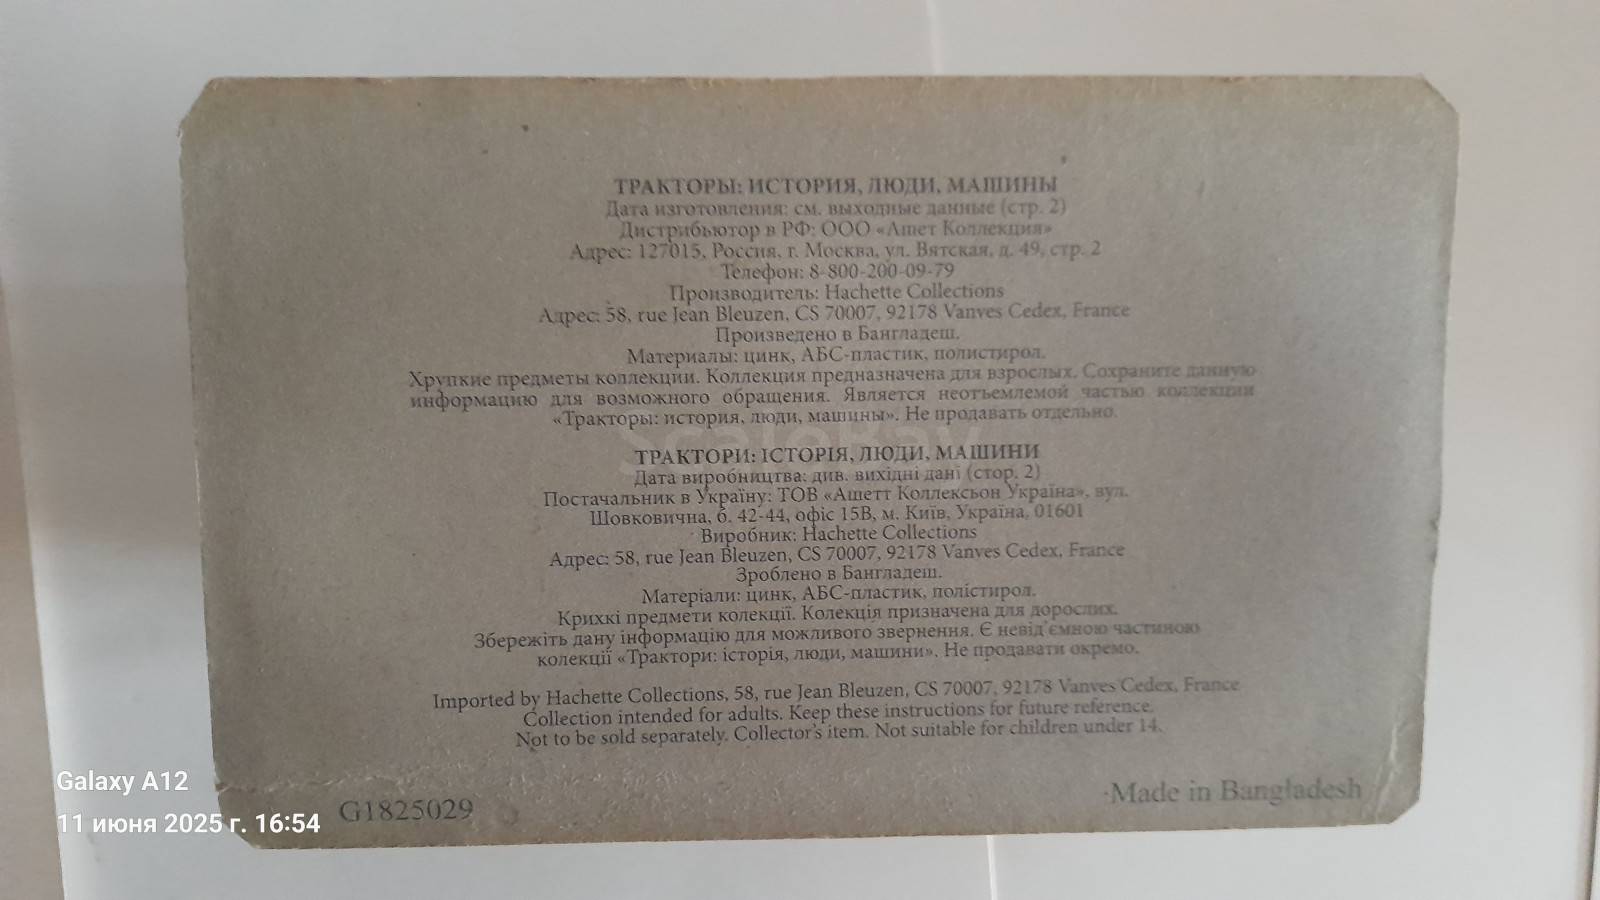 ТРАКТОРЫ: ИСТОРИЯ, ЛЮДИ, МАШИНЫ
Дата изготовления: см. выходные данные (стр. 2)
Дистрибьютор в РФ: ООО «Ашет Коллекция»
Адрес: 127015, Россия, г. Москва, ул. Вятская, д. 49, стр. 2
Телефон: 8-800-200-09-79
Производитель: Hachette Collections
Адрес: 58, rue Jean Bleuzen, CS 70007, 92178 Vanves Cedex, France
Произведено в Бангладеш.
Материалы: цинк, АБС-пластик, полистирол.
Хрупкие предметы коллекции. Коллекция предназначена для взрослых. Сохраните данную
информацию для возможного обращения. Является неотъемлемой частью коллекции
«Тракторы: история, люди, машины». Не продавать отдельно.
ScaleBay
ТРАКТОРИ: ІСТОРІЯ, ЛЮДИ, МАШИНИ
Дата виробництва: див. вихідні дані (стор. 2)
Постачальник в Україну: ТОВ «Ашетт Коллексьон Україна», вул.
Шовковична, б. 42-44, офіс 15В, м. Київ, Україна, 01601
Виробник: Hachette Collections
Адрес: 58, rue Jean Bleuzen, CS 70007, 92178 Vanves Cedex, France
Зроблено в Бангладеш.
Матеріали: цинк, АБС-пластик, полістирол.
Крихкі предмети колекції. Колекція призначена для дорослих.
Збережіть дану інформацію для можливого звернення. Є невід'ємною частиною
колекції «Трактори: історія, люди, машини». Не продавати окремо.
Imported by Hachette Collections, 58, rue Jean Bleuzen, CS 70007, 92178 Vanves Cedex, France
Collection intended for adults. Keep these instructions for future reference.
Not to be sold separately. Collector's item. Not suitable for children under 14.
Galaxy A12
11 июня 2025 г. 16:54
G1825029
Made in Bangladesh